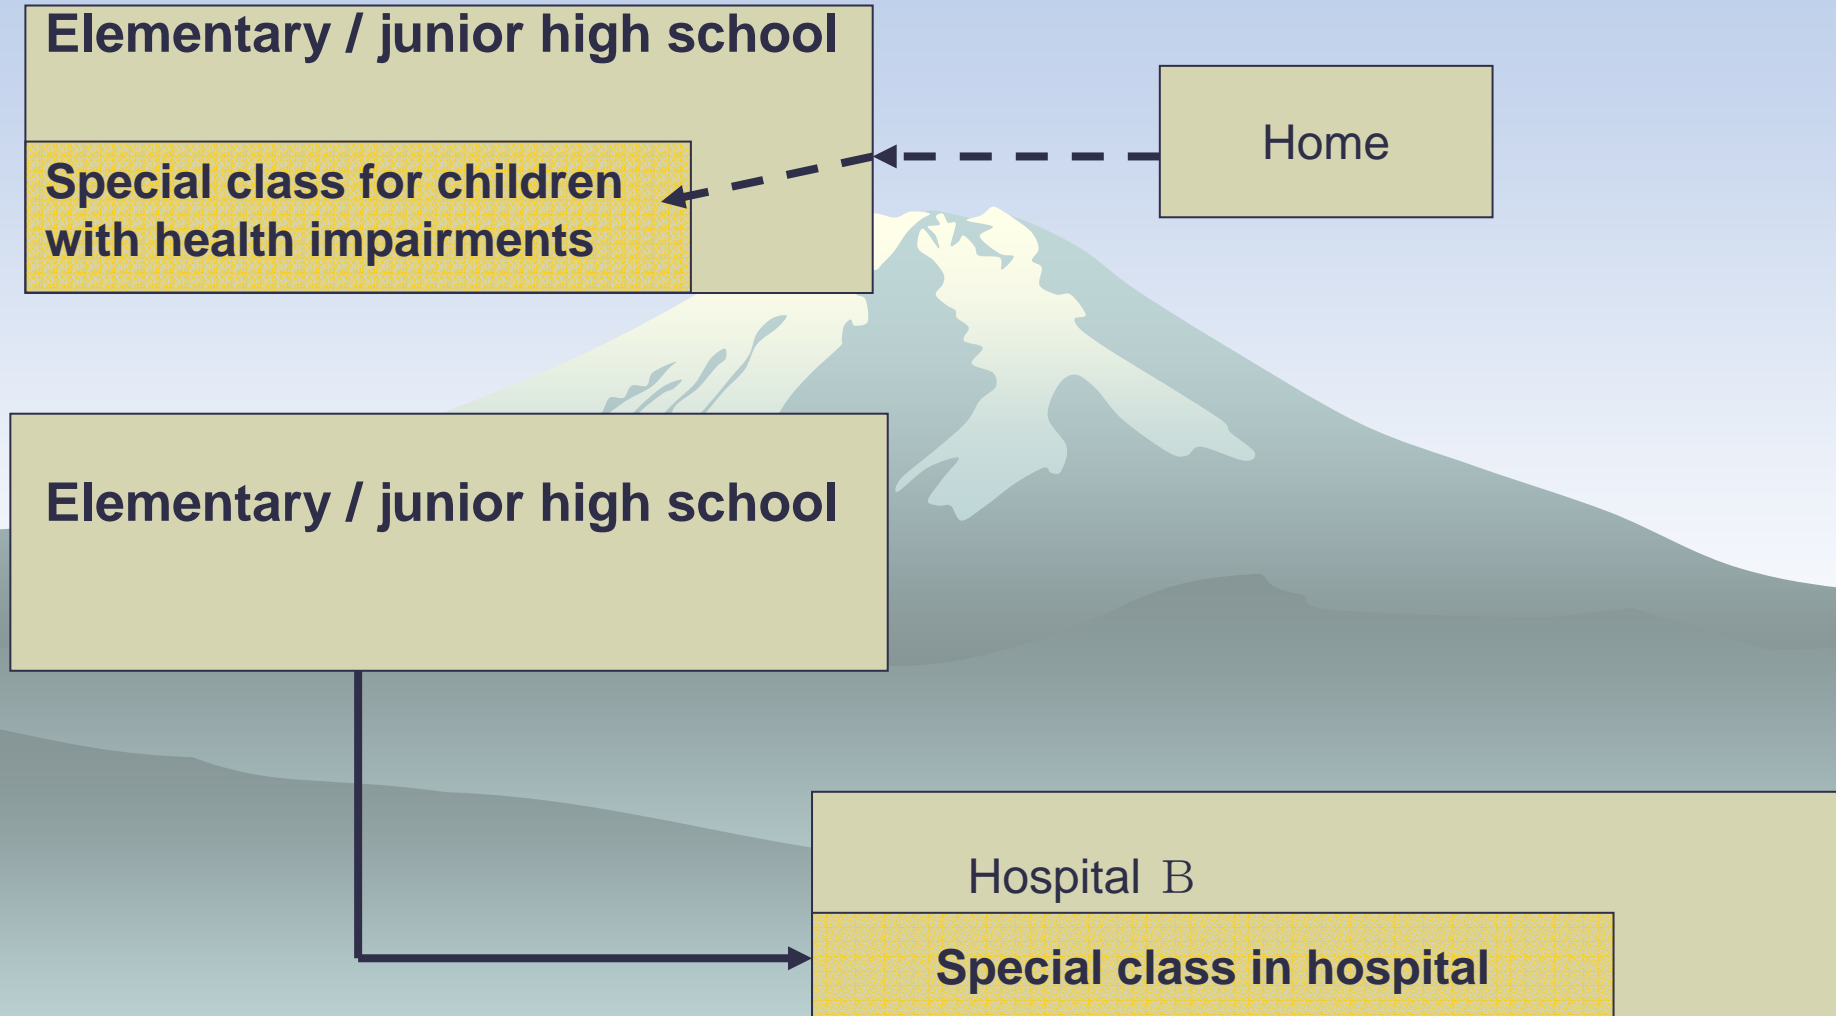 Elementary / junior high school
Home
Special class for children
with health impairments
Elementary / junior high school
Hospital B
Special class in hospital